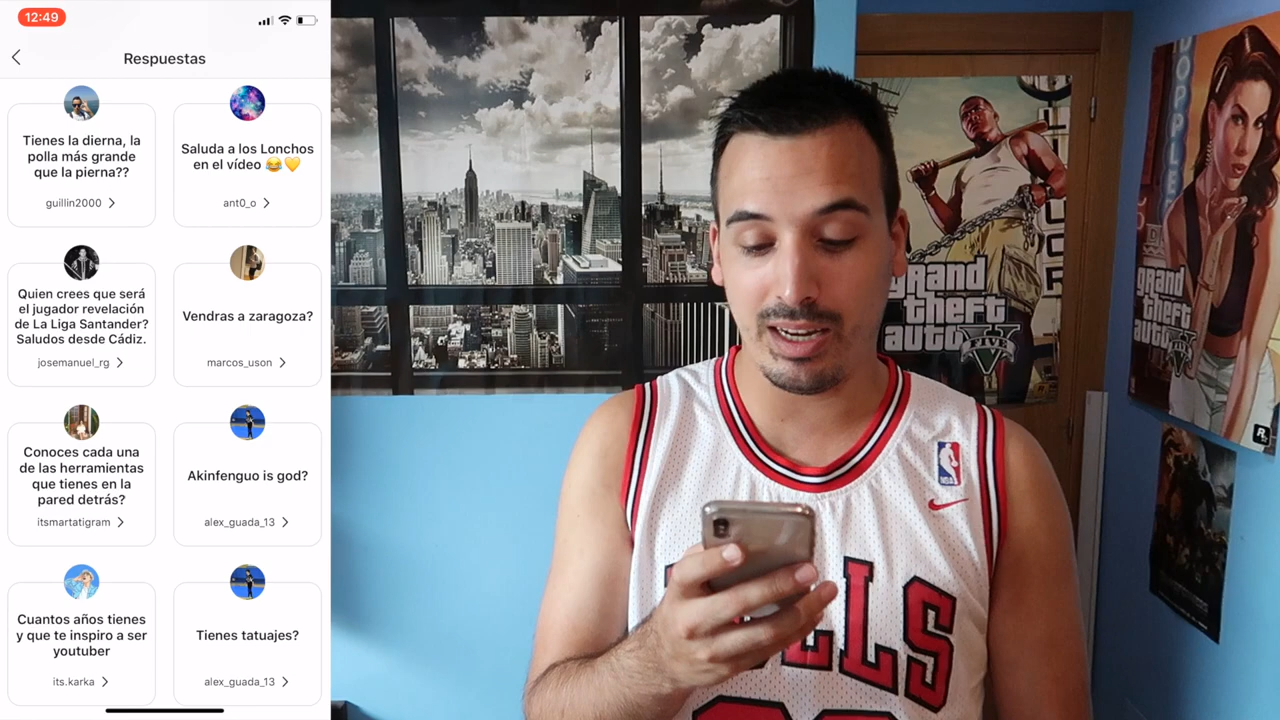 12:49
Respuestas
Tienes la dierna, la
polla más grande
que la pierna??
guillin2000
Saluda a los Lonchos
en el vídeo 😂💛
ant0_o
Quien crees que será
el jugador revelación
de La Liga Santander?
Saludos desde Cádiz.
josemanuel_rg
Vendras a zaragoza?
marcos_uson
Conoces cada una
de las herramientas
que tienes en la
pared detrás?
itsmartatigram
Akinfenguo is god?
alex_guada_13
Cuantos años tienes
y que te inspiro a ser
youtuber
its.karka
Tienes tatuajes?
alex_guada_13
grand
theft
auto
FIVE
grand
theft
auto
R
NBA